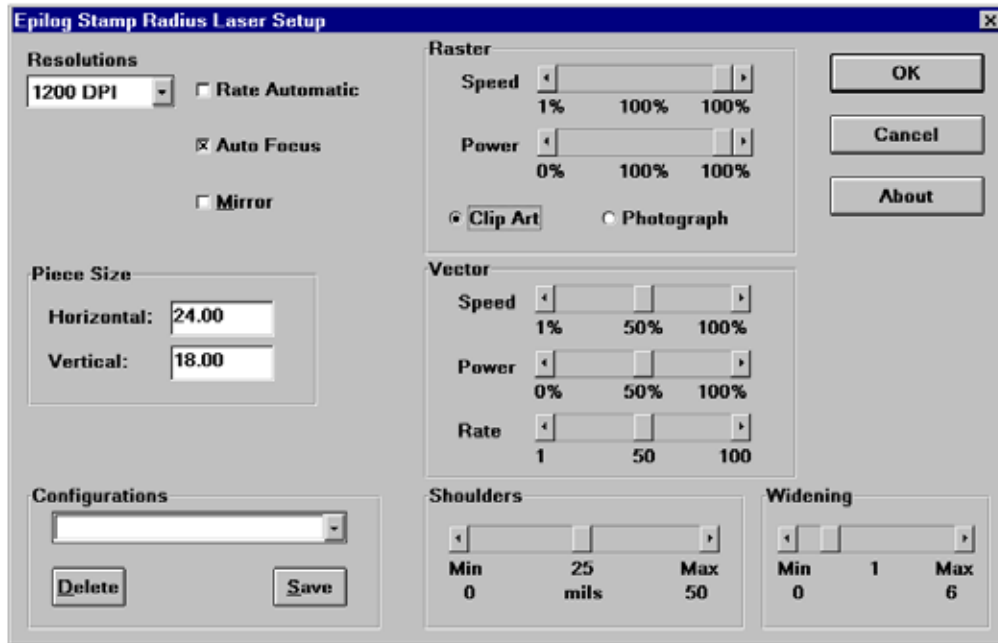 Epilog Stamp Radius Laser Setup
Resolutions
1200 DPI
Rate Automatic
Auto Focus
Mirror
Piece Size
Horizontal: 24.00
Vertical: 18.00
Configurations
Delete Save
Raster
Speed
1% 100% 100%
Power
0% 100% 100%
Clip Art Photograph
Vector
Speed
1% 50% 100%
Power
0% 50% 100%
Rate
1 50 100
Shoulders
Min 25 Max
0 mils 50
Widening
Min 1 Max
0 6
OK
Cancel
About